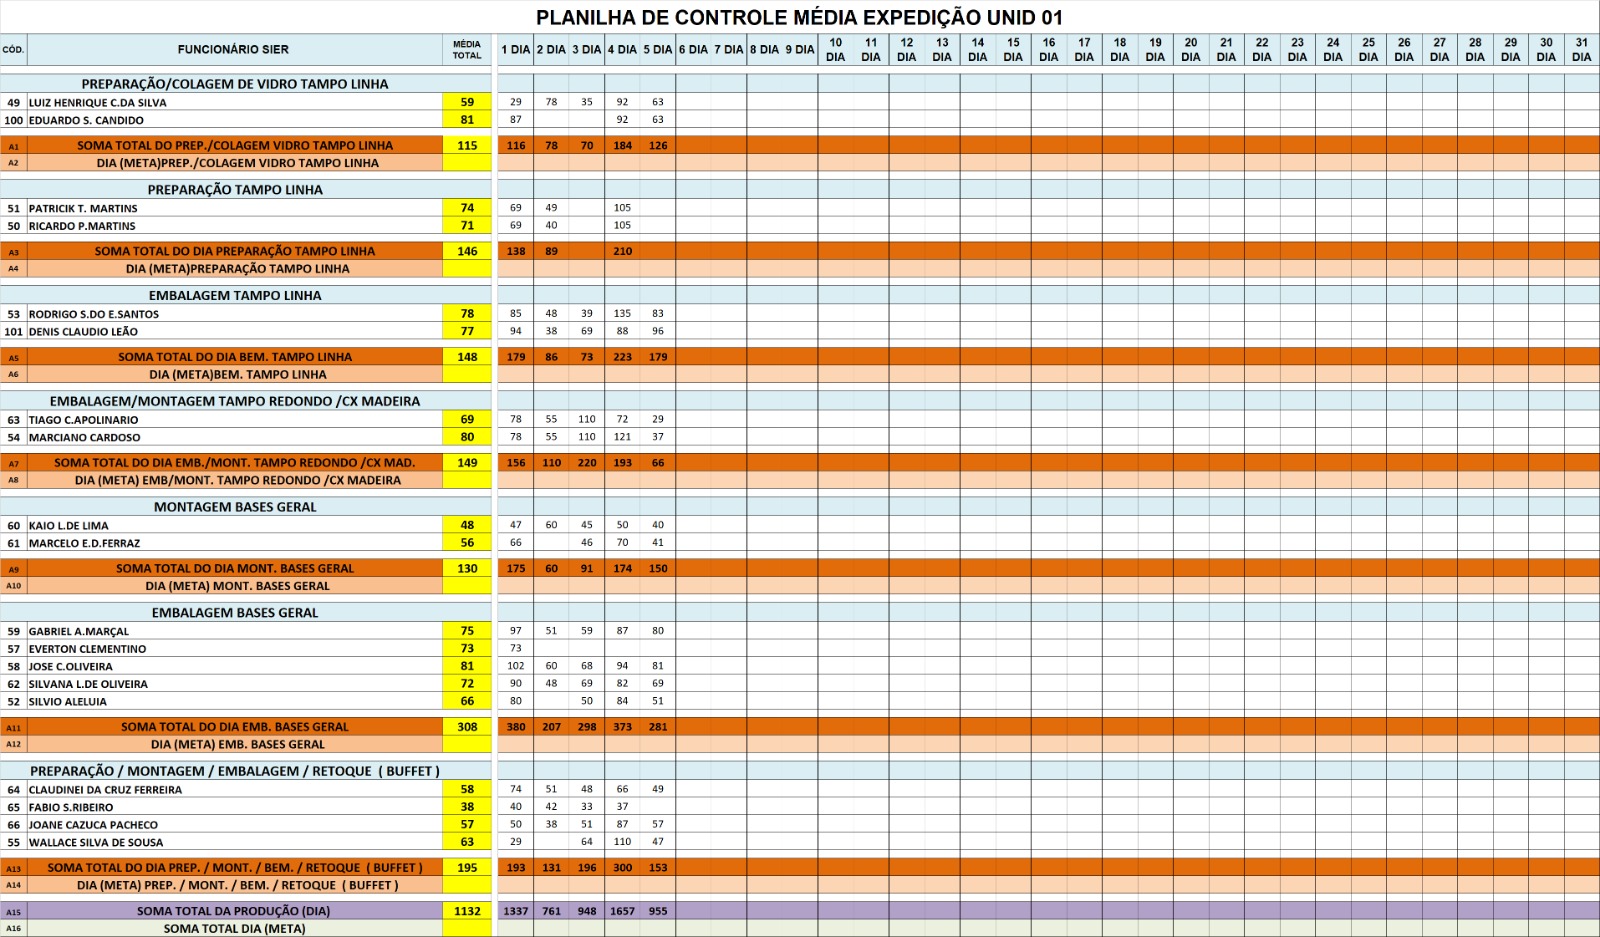 PLANILHA DE CONTROLE MÉDIA EXPEDIÇÃO UNID 01
CÓD. FUNCIONÁRIO SIER MÉDIA TOTAL 1 DIA 2 DIA 3 DIA 4 DIA 5 DIA 6 DIA 7 DIA 8 DIA 9 DIA 10 DIA 11 DIA 12 DIA 13 DIA 14 DIA 15 DIA 16 DIA 17 DIA 18 DIA 19 DIA 20 DIA 21 DIA 22 DIA 23 DIA 24 DIA 25 DIA 26 DIA 27 DIA 28 DIA 29 DIA 30 DIA 31 DIA
PREPARAÇÃO/COLAGEM DE VIDRO TAMPO LINHA
49 LUIZ HENRIQUE C.DA SILVA 59 29 78 35 92 63
100 EDUARDO S. CANDIDO 81 87 92 63
A1 SOMA TOTAL DO PREP./COLAGEM VIDRO TAMPO LINHA 115 116 78 70 184 126
A2 DIA (META)PREP./COLAGEM VIDRO TAMPO LINHA
PREPARAÇÃO TAMPO LINHA
51 PATRICIK T. MARTINS 74 69 49 105
50 RICARDO P.MARTINS 71 69 40 105
A3 SOMA TOTAL DO DIA PREPARAÇÃO TAMPO LINHA 146 138 89 210
A4 DIA (META)PREPARAÇÃO TAMPO LINHA
EMBALAGEM TAMPO LINHA
53 RODRIGO S.DO E.SANTOS 78 85 48 39 135 83
101 DENIS CLAUDIO LEÃO 77 94 38 69 88 96
A5 SOMA TOTAL DO DIA BEM. TAMPO LINHA 148 179 86 73 223 179
A6 DIA (META)BEM. TAMPO LINHA
EMBALAGEM/MONTAGEM TAMPO REDONDO /CX MADEIRA
63 TIAGO C.APOLINARIO 69 78 55 110 72 29
54 MARCIANO CARDOSO 80 78 55 110 121 37
A7 SOMA TOTAL DO DIA EMB./MONT. TAMPO REDONDO /CX MAD. 149 156 110 220 193 66
A8 DIA (META) EMB/MONT. TAMPO REDONDO /CX MADEIRA
MONTAGEM BASES GERAL
60 KAIO L.DE LIMA 48 47 60 45 50 40
61 MARCELO E.D.FERRAZ 56 66 46 70 41
A9 SOMA TOTAL DO DIA MONT. BASES GERAL 130 175 60 91 174 150
A10 DIA (META) MONT. BASES GERAL
EMBALAGEM BASES GERAL
59 GABRIEL A.MARÇAL 75 97 51 59 87 80
57 EVERTON CLEMENTINO 73 73
58 JOSE C.OLIVEIRA 81 102 60 68 94 81
62 SILVANA L.DE OLIVEIRA 72 90 48 69 82 69
52 SILVIO ALELUIA 66 80 50 84 51
A11 SOMA TOTAL DO DIA EMB. BASES GERAL 308 380 207 298 373 281
A12 DIA (META) EMB. BASES GERAL
PREPARAÇÃO / MONTAGEM / EMBALAGEM / RETOQUE ( BUFFET )
64 CLAUDINEI DA CRUZ FERREIRA 58 74 51 48 66 49
65 FABIO S.RIBEIRO 38 40 42 33 37
66 JOANE CAZUCA PACHECO 57 50 38 51 87 57
55 WALLACE SILVA DE SOUSA 63 29 64 110 47
A13 SOMA TOTAL DO DIA PREP. / MONT. / BEM. / RETOQUE ( BUFFET ) 195 193 131 196 300 153
A14 DIA (META) PREP. / MONT. / BEM. / RETOQUE ( BUFFET )
A15 SOMA TOTAL DA PRODUÇÃO (DIA) 1132 1337 761 948 1657 955
A16 SOMA TOTAL DIA (META)